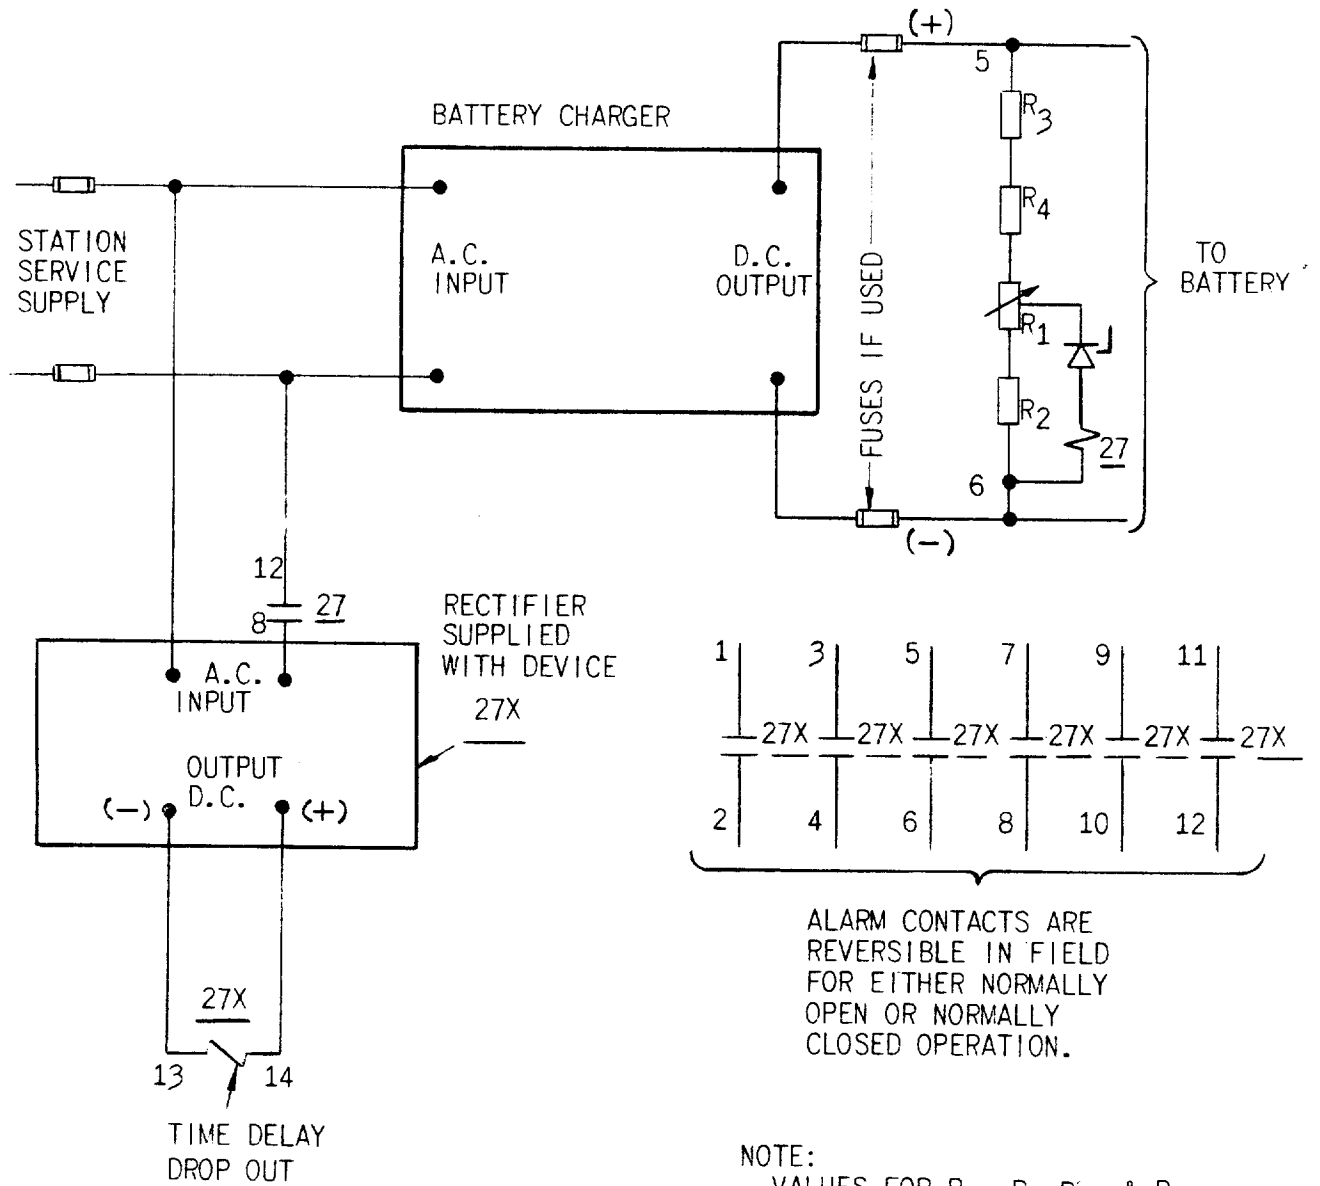 (+)
5
BATTERY CHARGER
R3
R4
STATION
SERVICE
SUPPLY
A.C.
INPUT
D.C.
OUTPUT
FUSES IF USED
TO
BATTERY
R1
R2
27
6
(-)
12
8
27
RECTIFIER
SUPPLIED
WITH DEVICE
27X
A.C.
INPUT
OUTPUT
D.C.
(-)
(+)
1 3 5 7 9 11
27X 27X 27X 27X 27X 27X
2 4 6 8 10 12
ALARM CONTACTS ARE
REVERSIBLE IN FIELD
FOR EITHER NORMALLY
OPEN OR NORMALLY
CLOSED OPERATION.
27X
13 14
TIME DELAY
DROP OUT
NOTE:
VALUES FOR